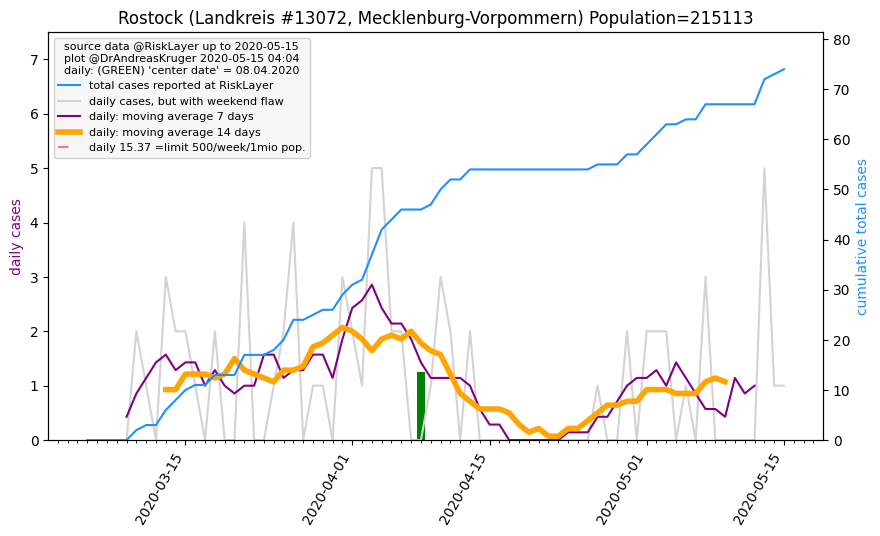 Rostock (Landkreis #13072, Mecklenburg-Vorpommern) Population=215113
source data @RiskLayer up to 2020-05-15
plot @DrAndreasKruger 2020-05-15 04:04
daily: (GREEN) 'center date' = 08.04.2020
total cases reported at RiskLayer
daily cases, but with weekend flaw
daily: moving average 7 days
daily: moving average 14 days
daily 15.37 =limit 500/week/1mio pop.
daily cases
7
6
5
4
3
2
1
0
cumulative total cases
80
70
60
50
40
30
20
10
0
2020-03-15
2020-04-01
2020-04-15
2020-05-01
2020-05-15